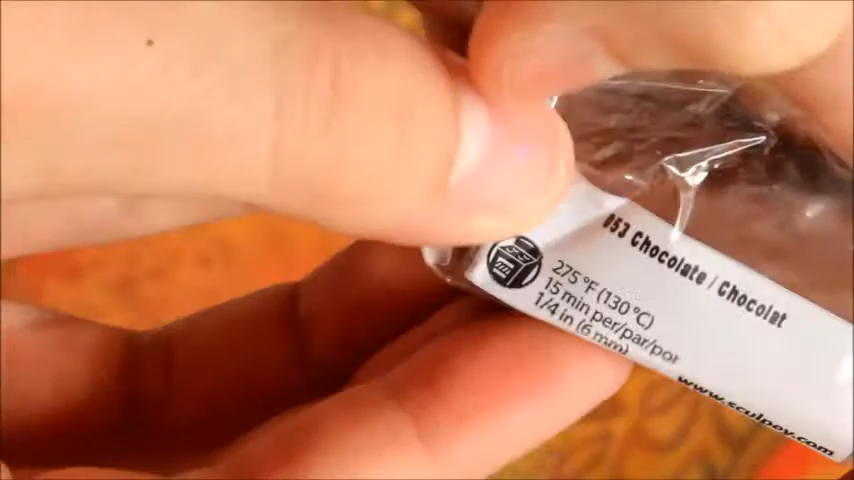 053 Chocolate / Chocolat
275 °F (130 °C)
15 min per/par/por
1/4 in (6 mm)
www.sculpey.com